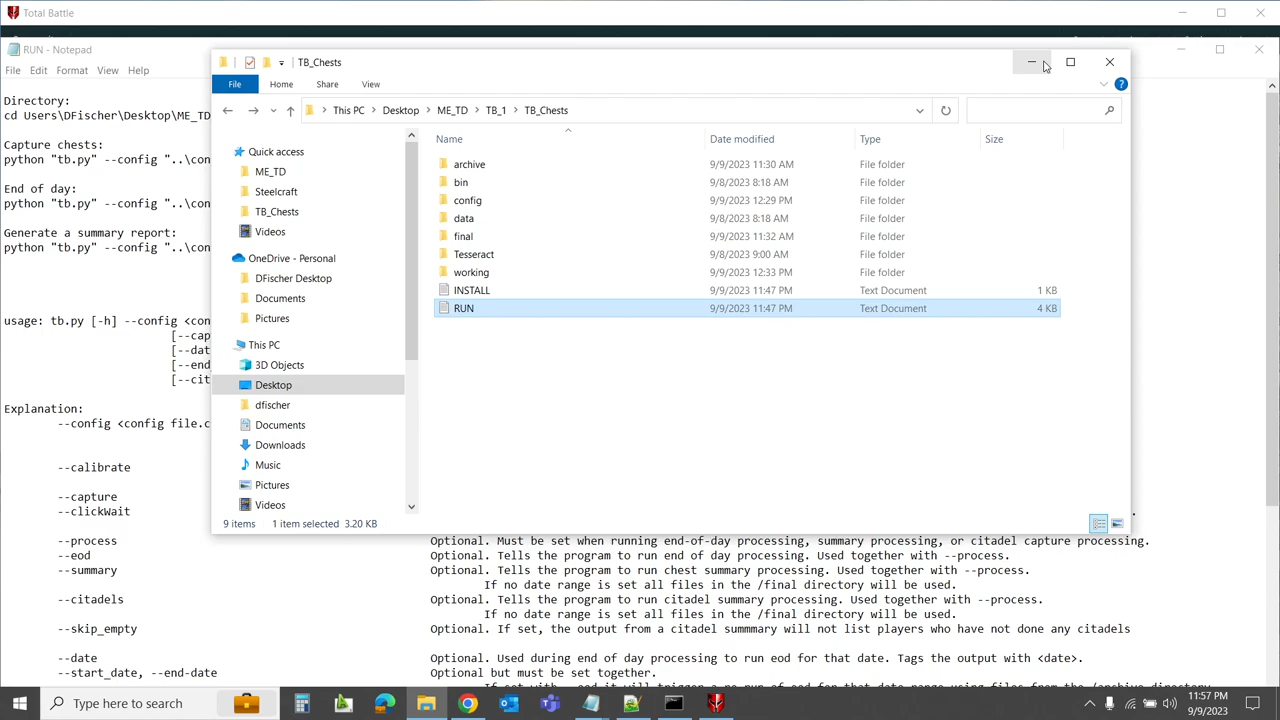 Total Battle
RUN - Notepad
File Edit Format View Help
Directory:
cd Users\DFischer\Desktop\ME_TD
Capture chests:
python "tb.py" --config "..\con
End of day:
python "tb.py" --config "..\con
Generate a summary report:
python "tb.py" --config "..\con
usage: tb.py [-h] --config <conf
[--cap
[--dat
[--end
[--cit
Explanation:
--config <config file.c
--calibrate
--capture
--clickWait
--process Optional. Must be set when running end-of-day processing, summary processing, or citadel capture processing.
--eod Optional. Tells the program to run end of day processing. Used together with --process.
--summary Optional. Tells the program to run chest summary processing. Used together with --process.
If no date range is set all files in the /final directory will be used.
--citadels Optional. Tells the program to run citadel summary processing. Used together with --process.
If no date range is set all files in the /final directory will be used.
--skip_empty Optional. If set, the output from a citadel summmary will not list players who have not done any citadels
--date Optional. Used during end of day processing to run eod for that date. Tags the output with <date>.
--start_date, --end-date Optional but must be set together.
TB_Chests
File Home Share View
This PC > Desktop > ME_TD > TB_1 > TB_Chests
Quick access
ME_TD
Steelcraft
TB_Chests
Videos
OneDrive - Personal
DFischer Desktop
Documents
Pictures
This PC
3D Objects
Desktop
dfischer
Documents
Downloads
Music
Pictures
Videos
Name Date modified Type Size
archive 9/9/2023 11:30 AM File folder
bin 9/8/2023 8:18 AM File folder
config 9/9/2023 12:29 PM File folder
data 9/8/2023 8:18 AM File folder
final 9/9/2023 11:32 AM File folder
Tesseract 9/8/2023 9:00 AM File folder
working 9/9/2023 12:33 PM File folder
INSTALL 9/9/2023 11:47 PM Text Document 1 KB
RUN 9/9/2023 11:47 PM Text Document 4 KB
9 items 1 item selected 3.20 KB
Type here to search
11:57 PM
9/9/2023